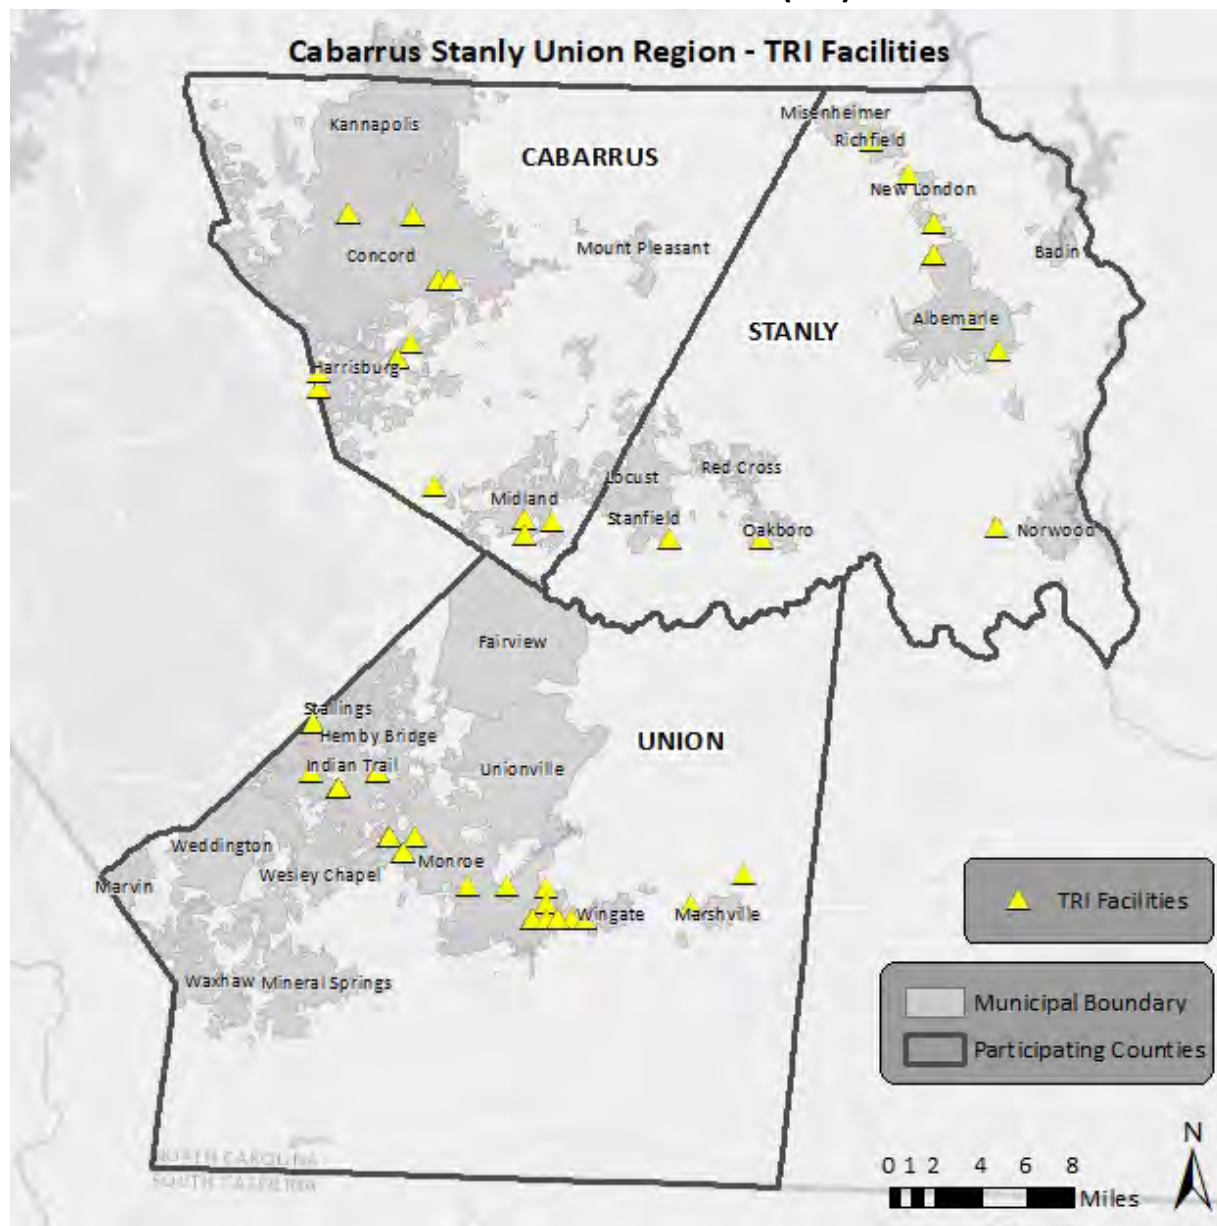 Cabarrus Stanly Union Region - TRI Facilities
Kannapolis
Misenheimer
Richfield
CABARRUS
New London
Mount Pleasant
Concord
Badin
Albemarle
STANLY
Harrisburg
Red Cross
Locust
Midland
Stanfield
Oakboro
Norwood
Fairview
Stallings
Hemby Bridge
UNION
Indian Trail
Unionville
Weddington
Monroe
Wesley Chapel
Marvin
Wingate
Marshville
TRI Facilities
Waxhaw
Mineral Springs
Municipal Boundary
Participating Counties
N
NORTH CAROLINA
SOUTH CAROLINA
0 1 2 4 6 8
Miles